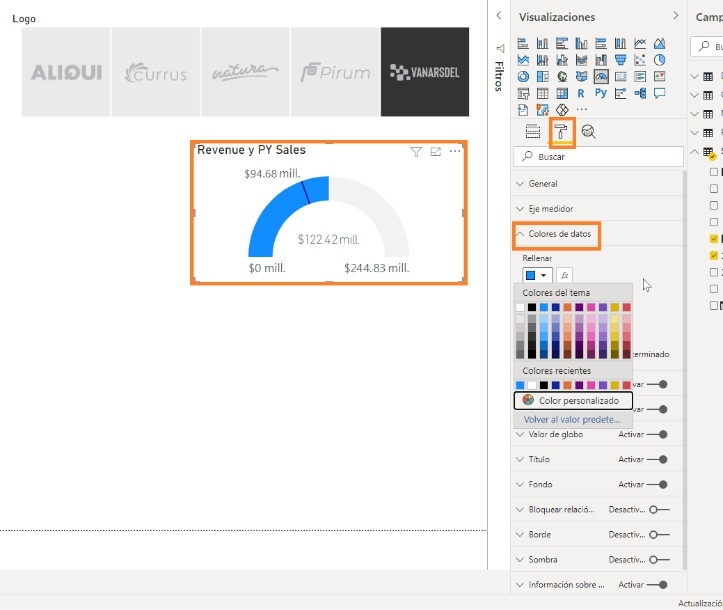 Logo
ALIQUI
Currus
natura
Pirum
VANARSDEL
Revenue y PY Sales
$94.68 mill.
$122.42 mill.
$0 mill.
$244.83 mill.
Filtros
Visualizaciones
R
Py
Buscar
General
Eje medidor
Colores de datos
Rellenar
fx
Colores del tema
Colores recientes
Color personalizado
Volver al valor predete...
Valor de globo Activar
Título Activar
Fondo Activar
Bloquear relació... Desactiv...
Borde Desactiv...
Sombra Desactiv...
Información sobre ... Activar
Camp
Actualizació